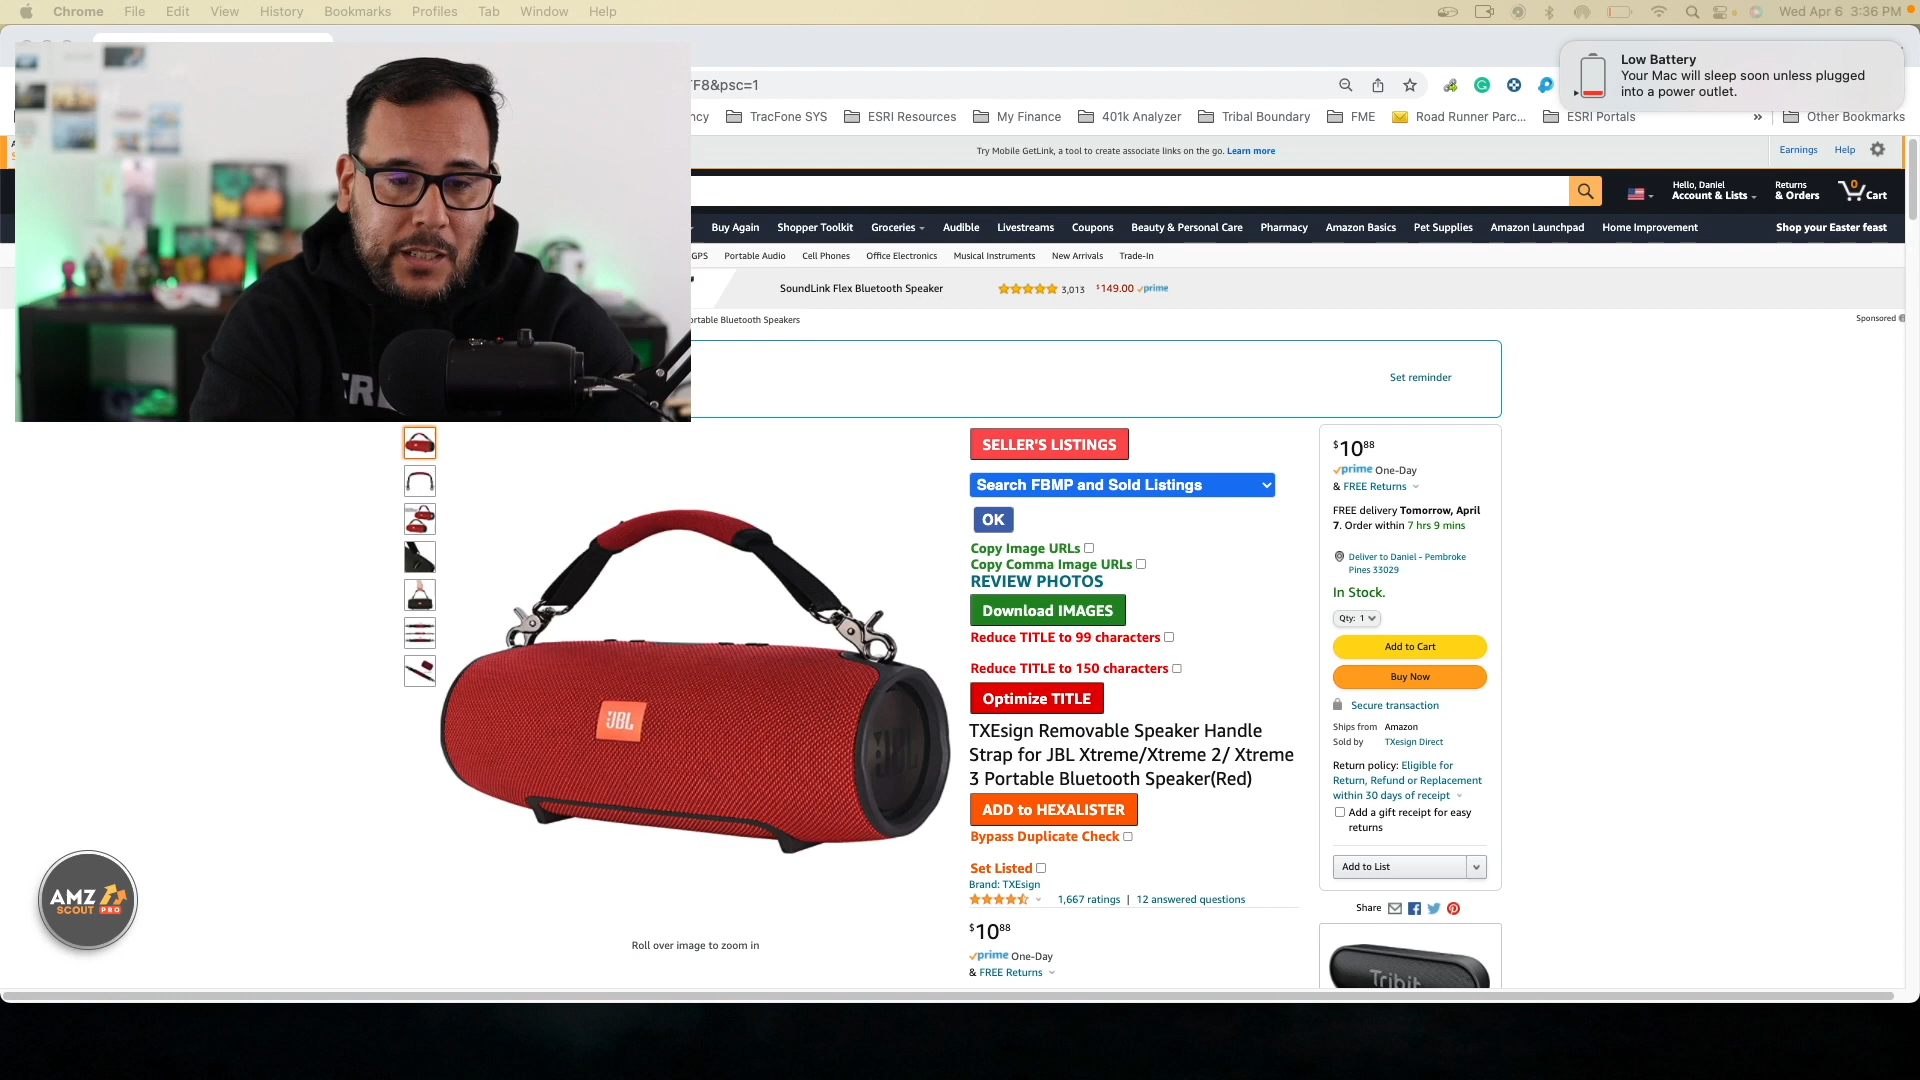 Chrome File Edit View History Bookmarks Profiles Tab Window Help
Wed Apr 6 3:36 PM
Low Battery
Your Mac will sleep soon unless plugged
into a power outlet.
F8&psc=1
TracFone SYS ESRI Resources My Finance 401k Analyzer Tribal Boundary FME Road Runner Parc... ESRI Portals » Other Bookmarks
Try Mobile GetLink, a tool to create associate links on the go. Learn more
Earnings Help
Hello, Daniel
Account & Lists
Returns
& Orders
0
Cart
Buy Again Shopper Toolkit Groceries Audible Livestreams Coupons Beauty & Personal Care Pharmacy Amazon Basics Pet Supplies Amazon Launchpad Home Improvement Shop your Easter feast
GPS Portable Audio Cell Phones Office Electronics Musical Instruments New Arrivals Trade-In
SoundLink Flex Bluetooth Speaker 3,013 $149.00 prime
ortable Bluetooth Speakers
Sponsored
Set reminder
SELLER'S LISTINGS
Search FBMP and Sold Listings
OK
Copy Image URLs
Copy Comma Image URLs
REVIEW PHOTOS
Download IMAGES
Reduce TITLE to 99 characters
Reduce TITLE to 150 characters
Optimize TITLE
TXEsign Removable Speaker Handle
Strap for JBL Xtreme/Xtreme 2/ Xtreme
3 Portable Bluetooth Speaker(Red)
ADD to HEXALISTER
Bypass Duplicate Check
Set Listed
Brand: TXEsign
1,667 ratings | 12 answered questions
$1088
prime One-Day
& FREE Returns
JBL
JBL
Roll over image to zoom in
AMZ
SCOUT PRO
$1088
prime One-Day
& FREE Returns
FREE delivery Tomorrow, April
7. Order within 7 hrs 9 mins
Deliver to Daniel - Pembroke
Pines 33029
In Stock.
Qty: 1
Add to Cart
Buy Now
Secure transaction
Ships from Amazon
Sold by TXesign Direct
Return policy: Eligible for
Return, Refund or Replacement
within 30 days of receipt
Add a gift receipt for easy
returns
Add to List
Share
Tribit